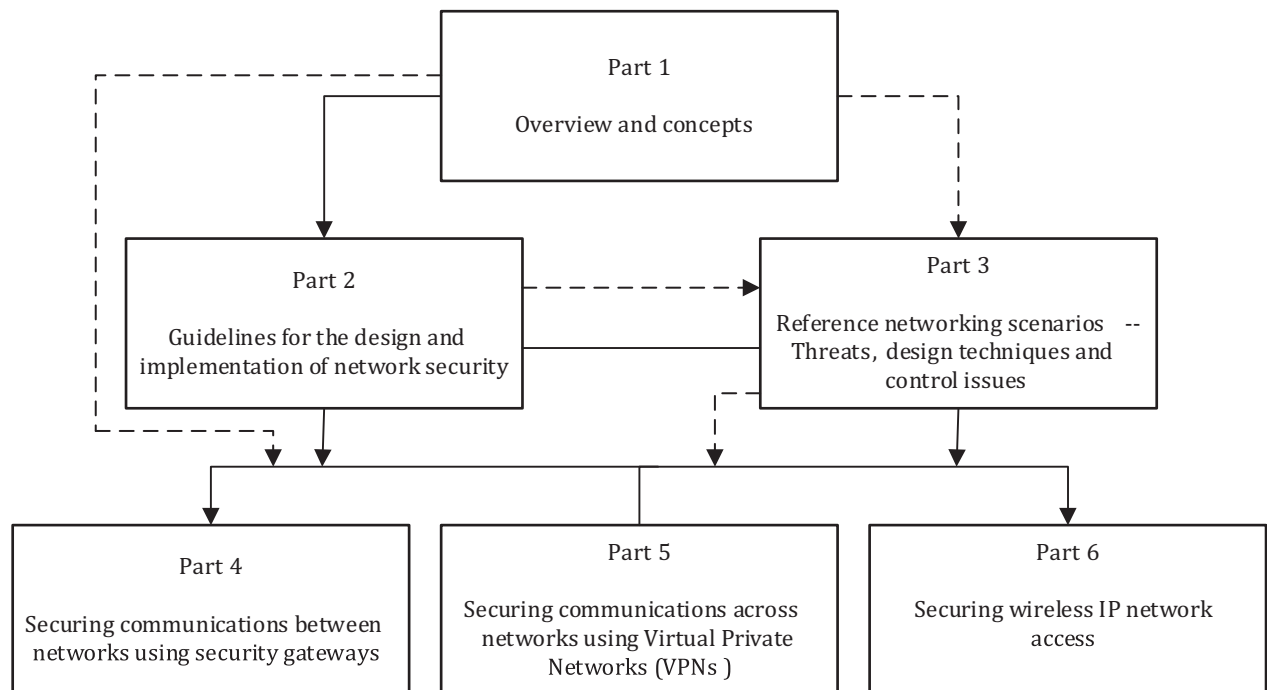 Part 1
Overview and concepts
Part 2
Guidelines for the design and
implementation of network security
Part 3
Reference networking scenarios --
Threats, design techniques and
control issues
Part 4
Securing communications between
networks using security gateways
Part 5
Securing communications across
networks using Virtual Private
Networks (VPNs )
Part 6
Securing wireless IP network
access